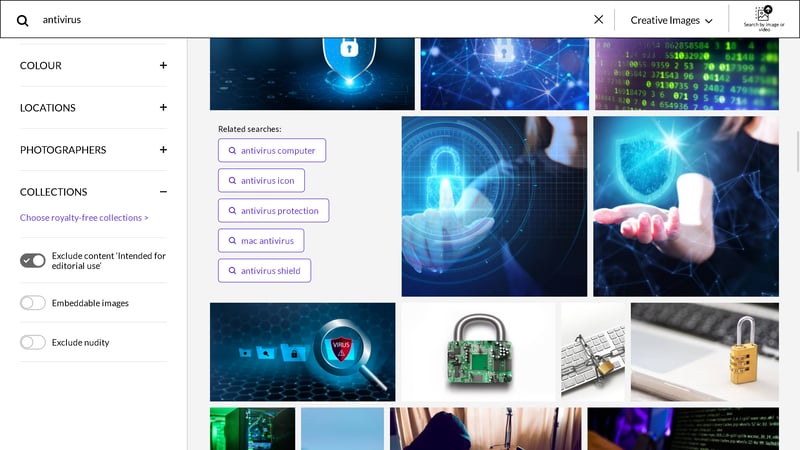 antivirus
Creative Images
Search by image or
video
COLOUR
LOCATIONS
PHOTOGRAPHERS
COLLECTIONS
Choose royalty-free collections >
Exclude content 'Intended for
editorial use'
Embeddable images
Exclude nudity
Related searches:
antivirus computer
antivirus icon
antivirus protection
mac antivirus
antivirus shield
VIRUS